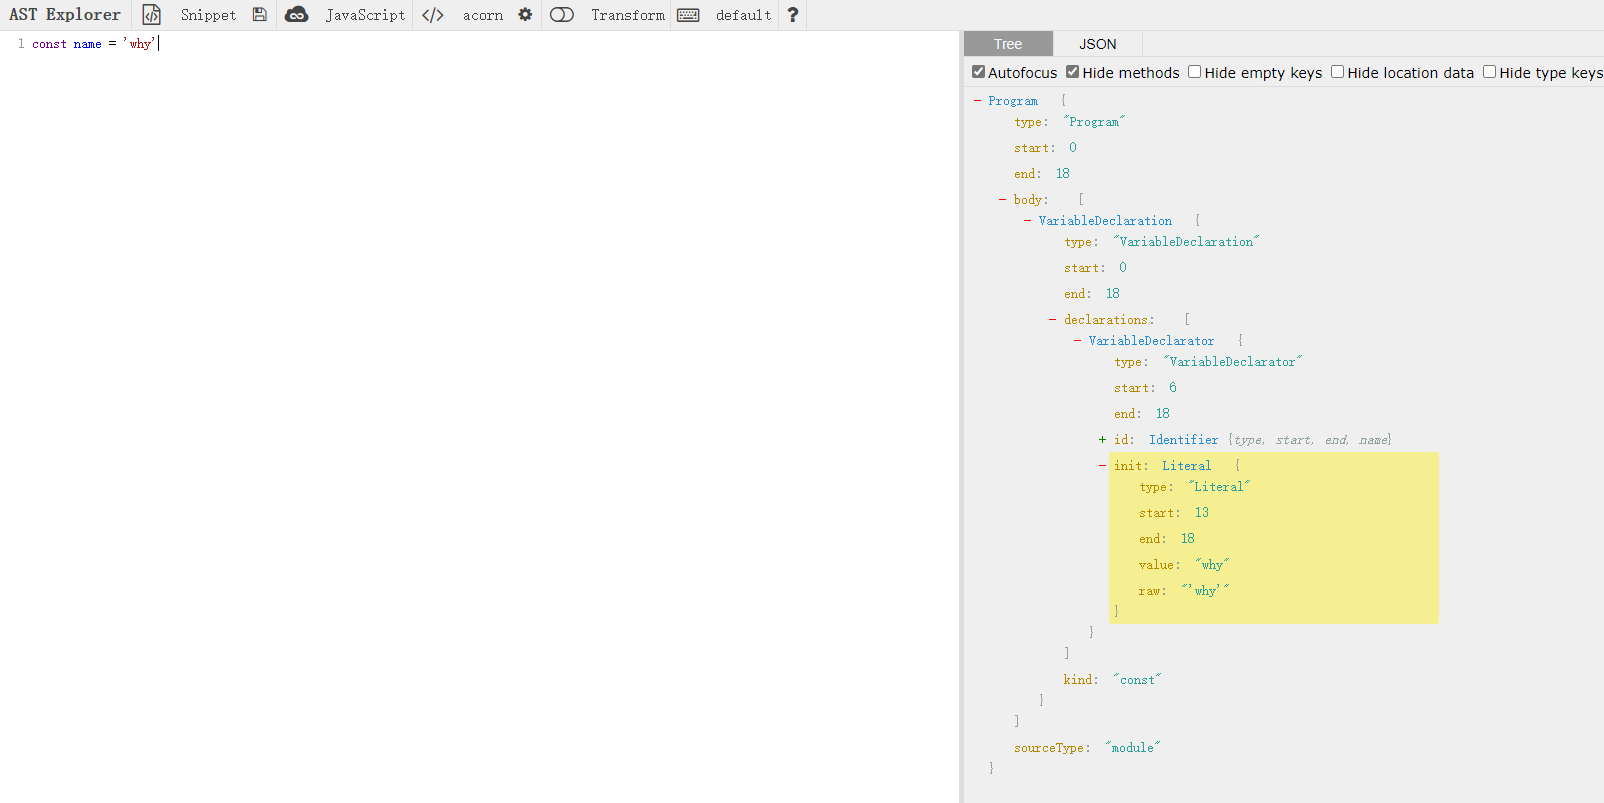 AST Explorer Snippet JavaScript </> acorn Transform default ?
1 const name = 'why'
Tree JSON
Autofocus Hide methods Hide empty keys Hide location data Hide type keys
- Program {
type: "Program"
start: 0
end: 18
- body: [
- VariableDeclaration {
type: "VariableDeclaration"
start: 0
end: 18
- declarations: [
- VariableDeclarator {
type: "VariableDeclarator"
start: 6
end: 18
+ id: Identifier {type, start, end, name}
- init: Literal {
type: "Literal"
start: 13
end: 18
value: "why"
raw: "'why'"
}
}
]
kind: "const"
}
]
sourceType: "module"
}